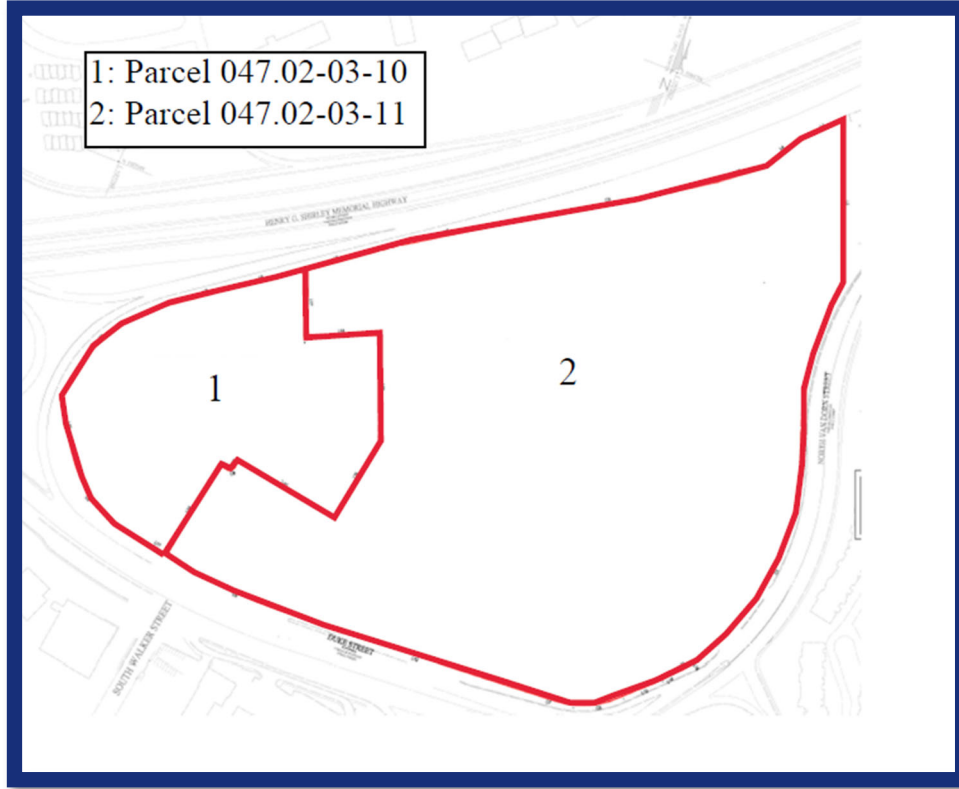 1: Parcel 047.02-03-10
2: Parcel 047.02-03-11
N
HENRY G. SHIRLEY MEMORIAL HIGHWAY
1
2
NORTH VAN DORN STREET
DUKE STREET
SOUTH WALKER STREET